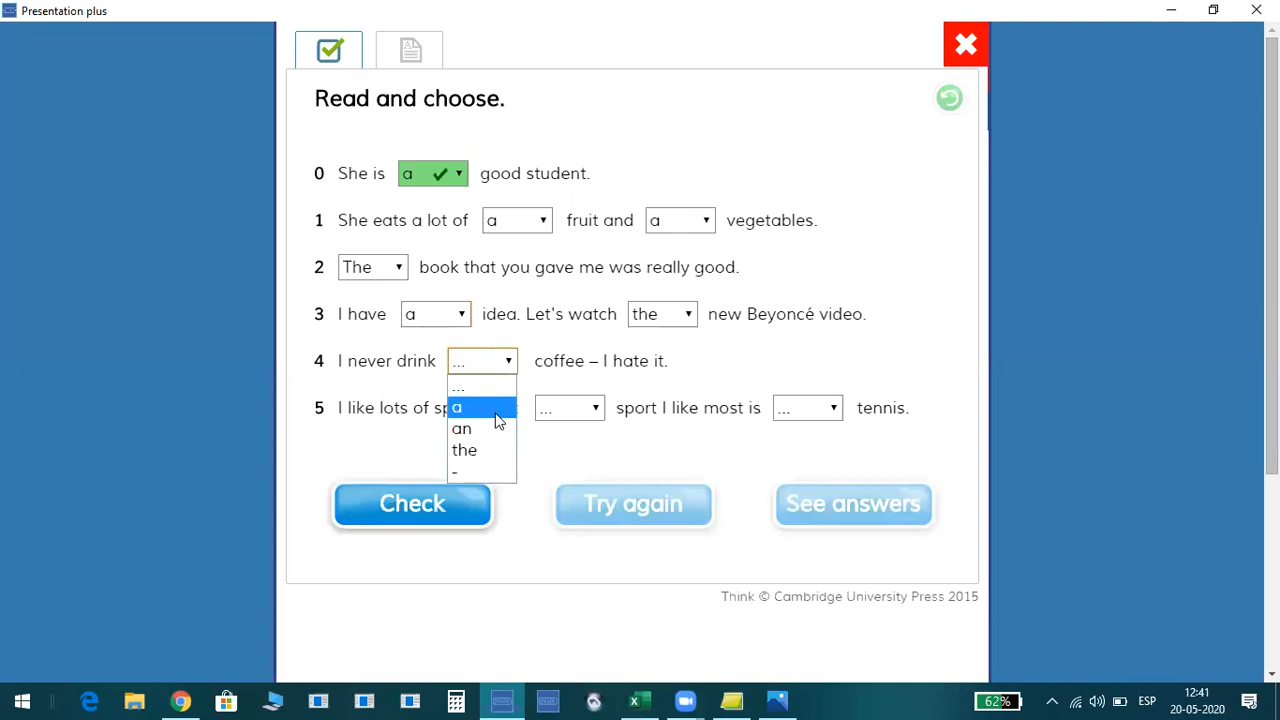 Presentation plus
Read and choose.
0 She is a good student.
1 She eats a lot of a fruit and a vegetables.
2 The book that you gave me was really good.
3 I have a idea. Let's watch the new Beyoncé video.
4 I never drink ... coffee – I hate it.
...
a
an
the
-
5 I like lots of sp ... sport I like most is ... tennis.
Check Try again See answers
Think © Cambridge University Press 2015
62% ESP 12:41
20-05-2020